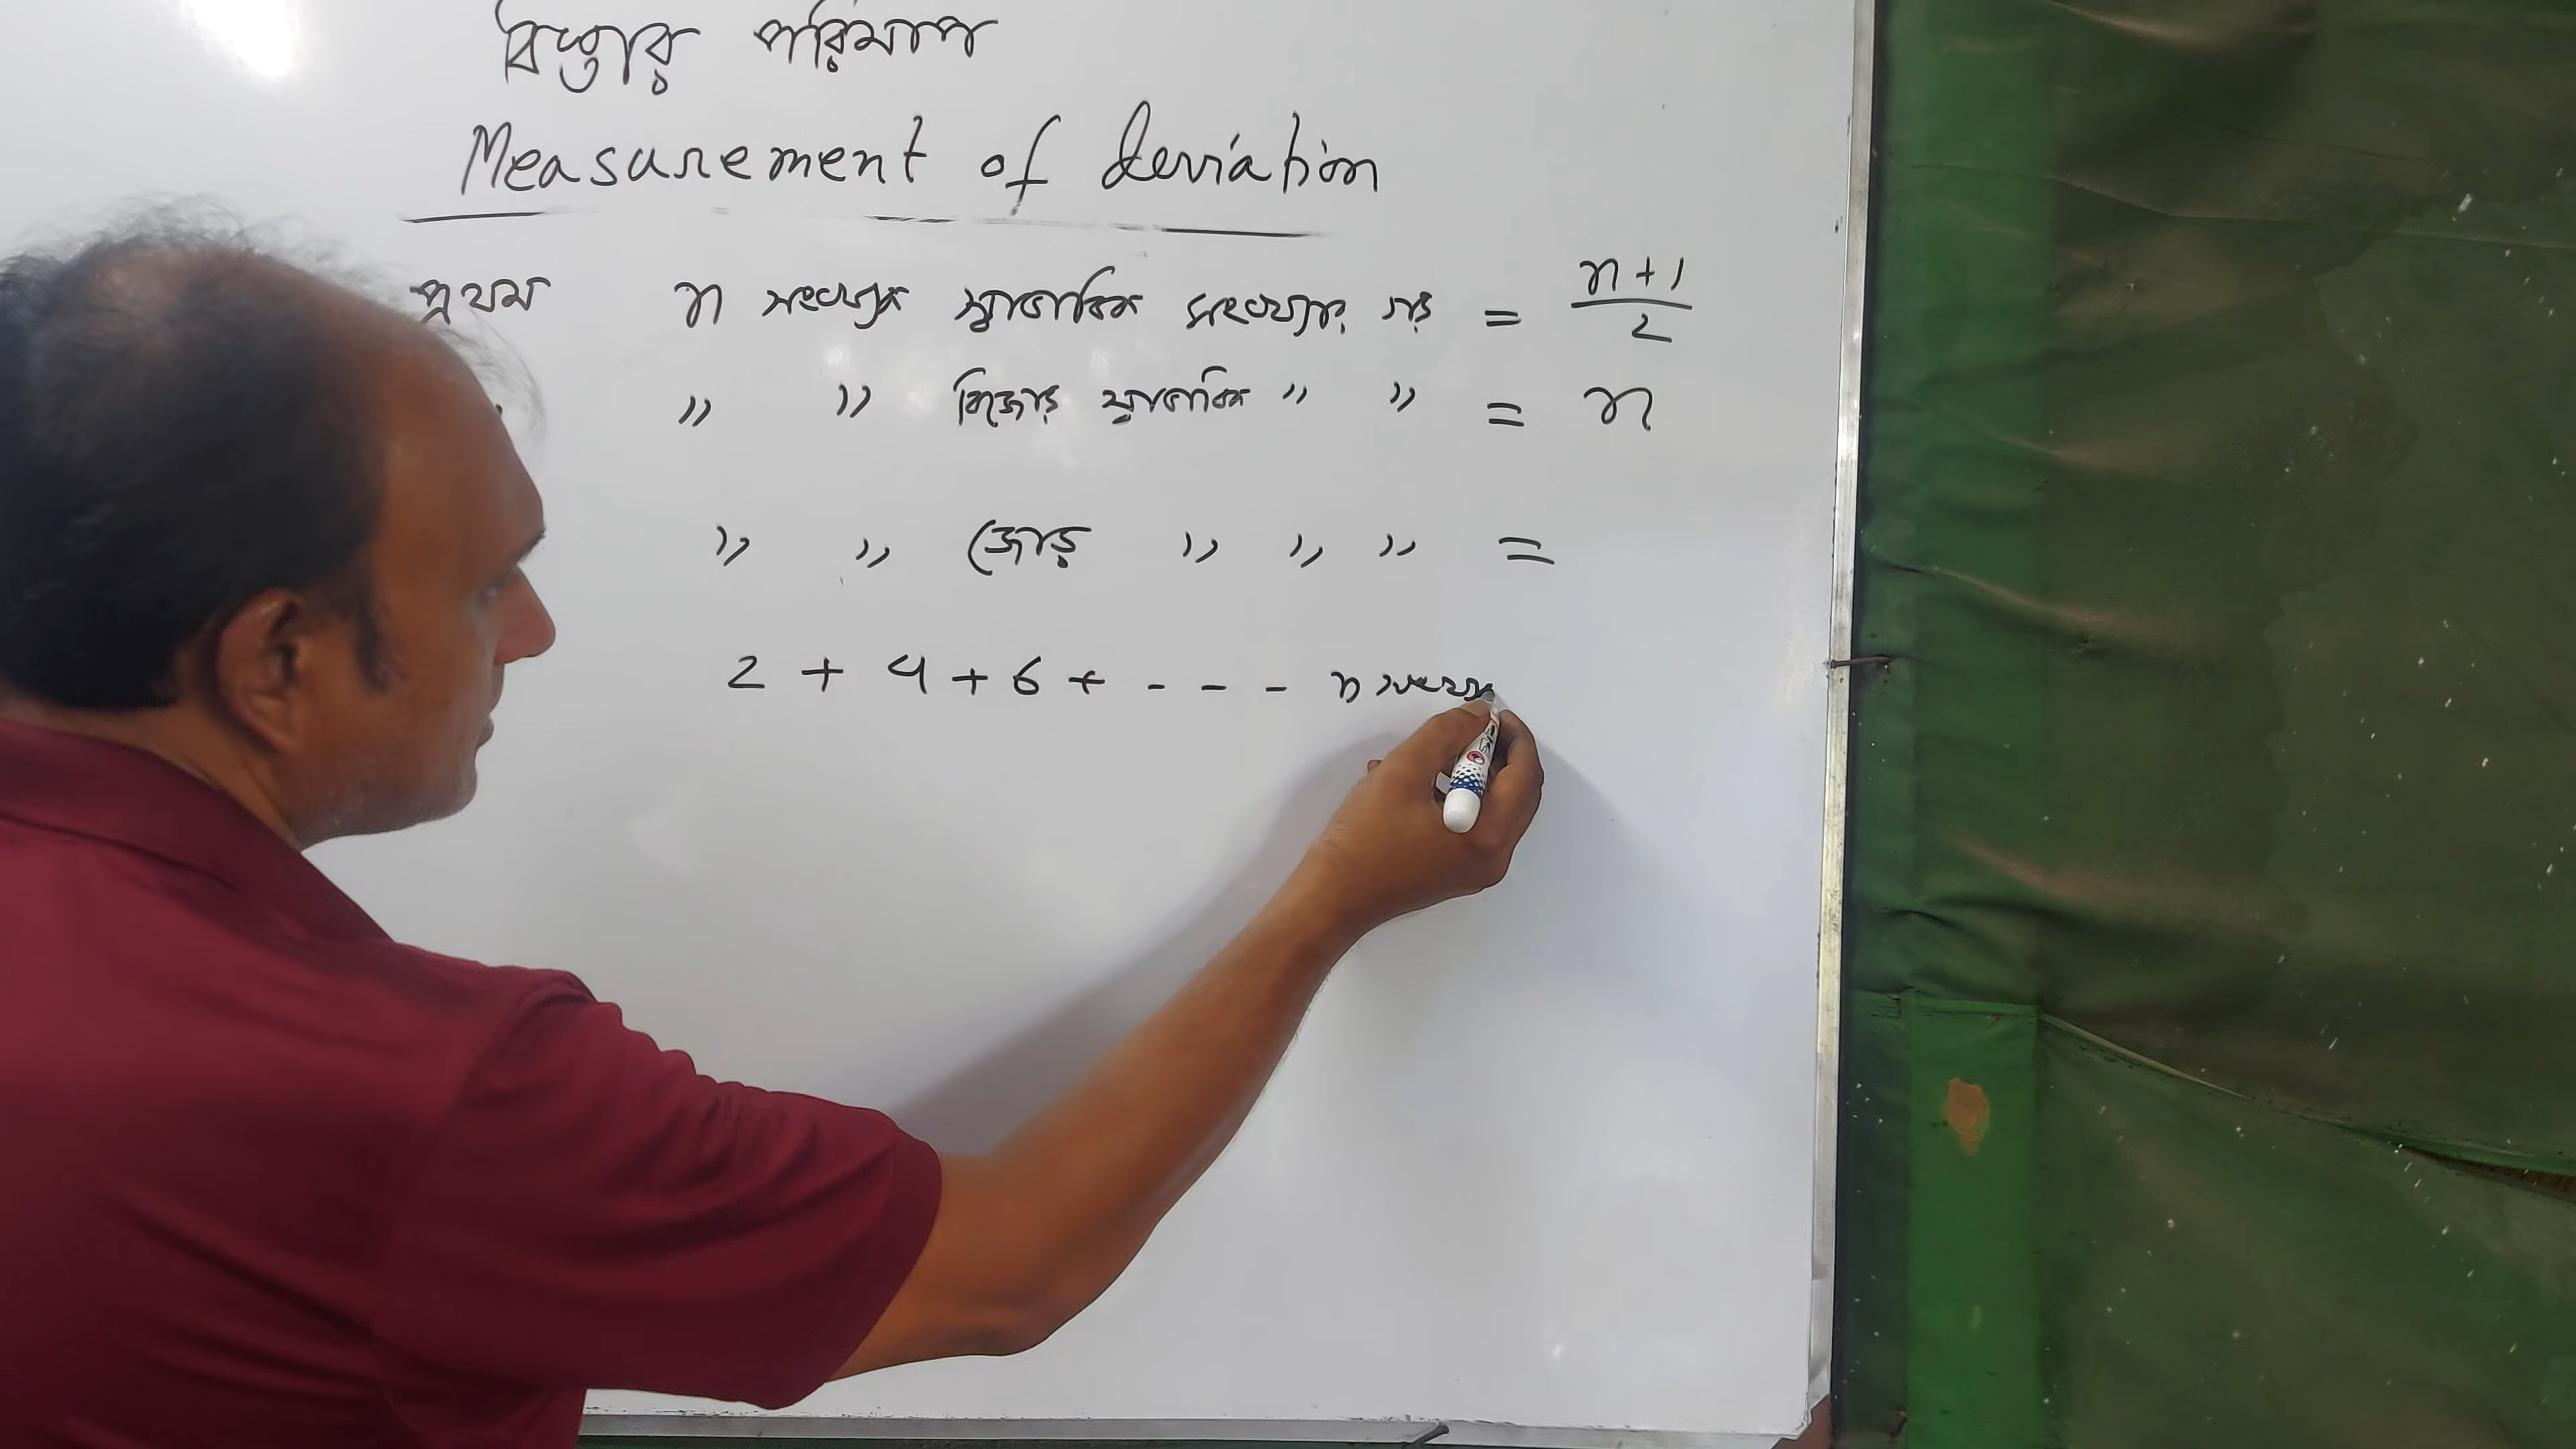 বিস্তার পরিমাপ
Measurement of deviation
প্রথম n সংখ্যক স্বাভাবিক সংখ্যার গড় = n+1/2
" " বিজোড় স্বাভাবিক " " = n
" " জোড় " " " =
2 + 4 + 6 + - - - n সংখ্যক